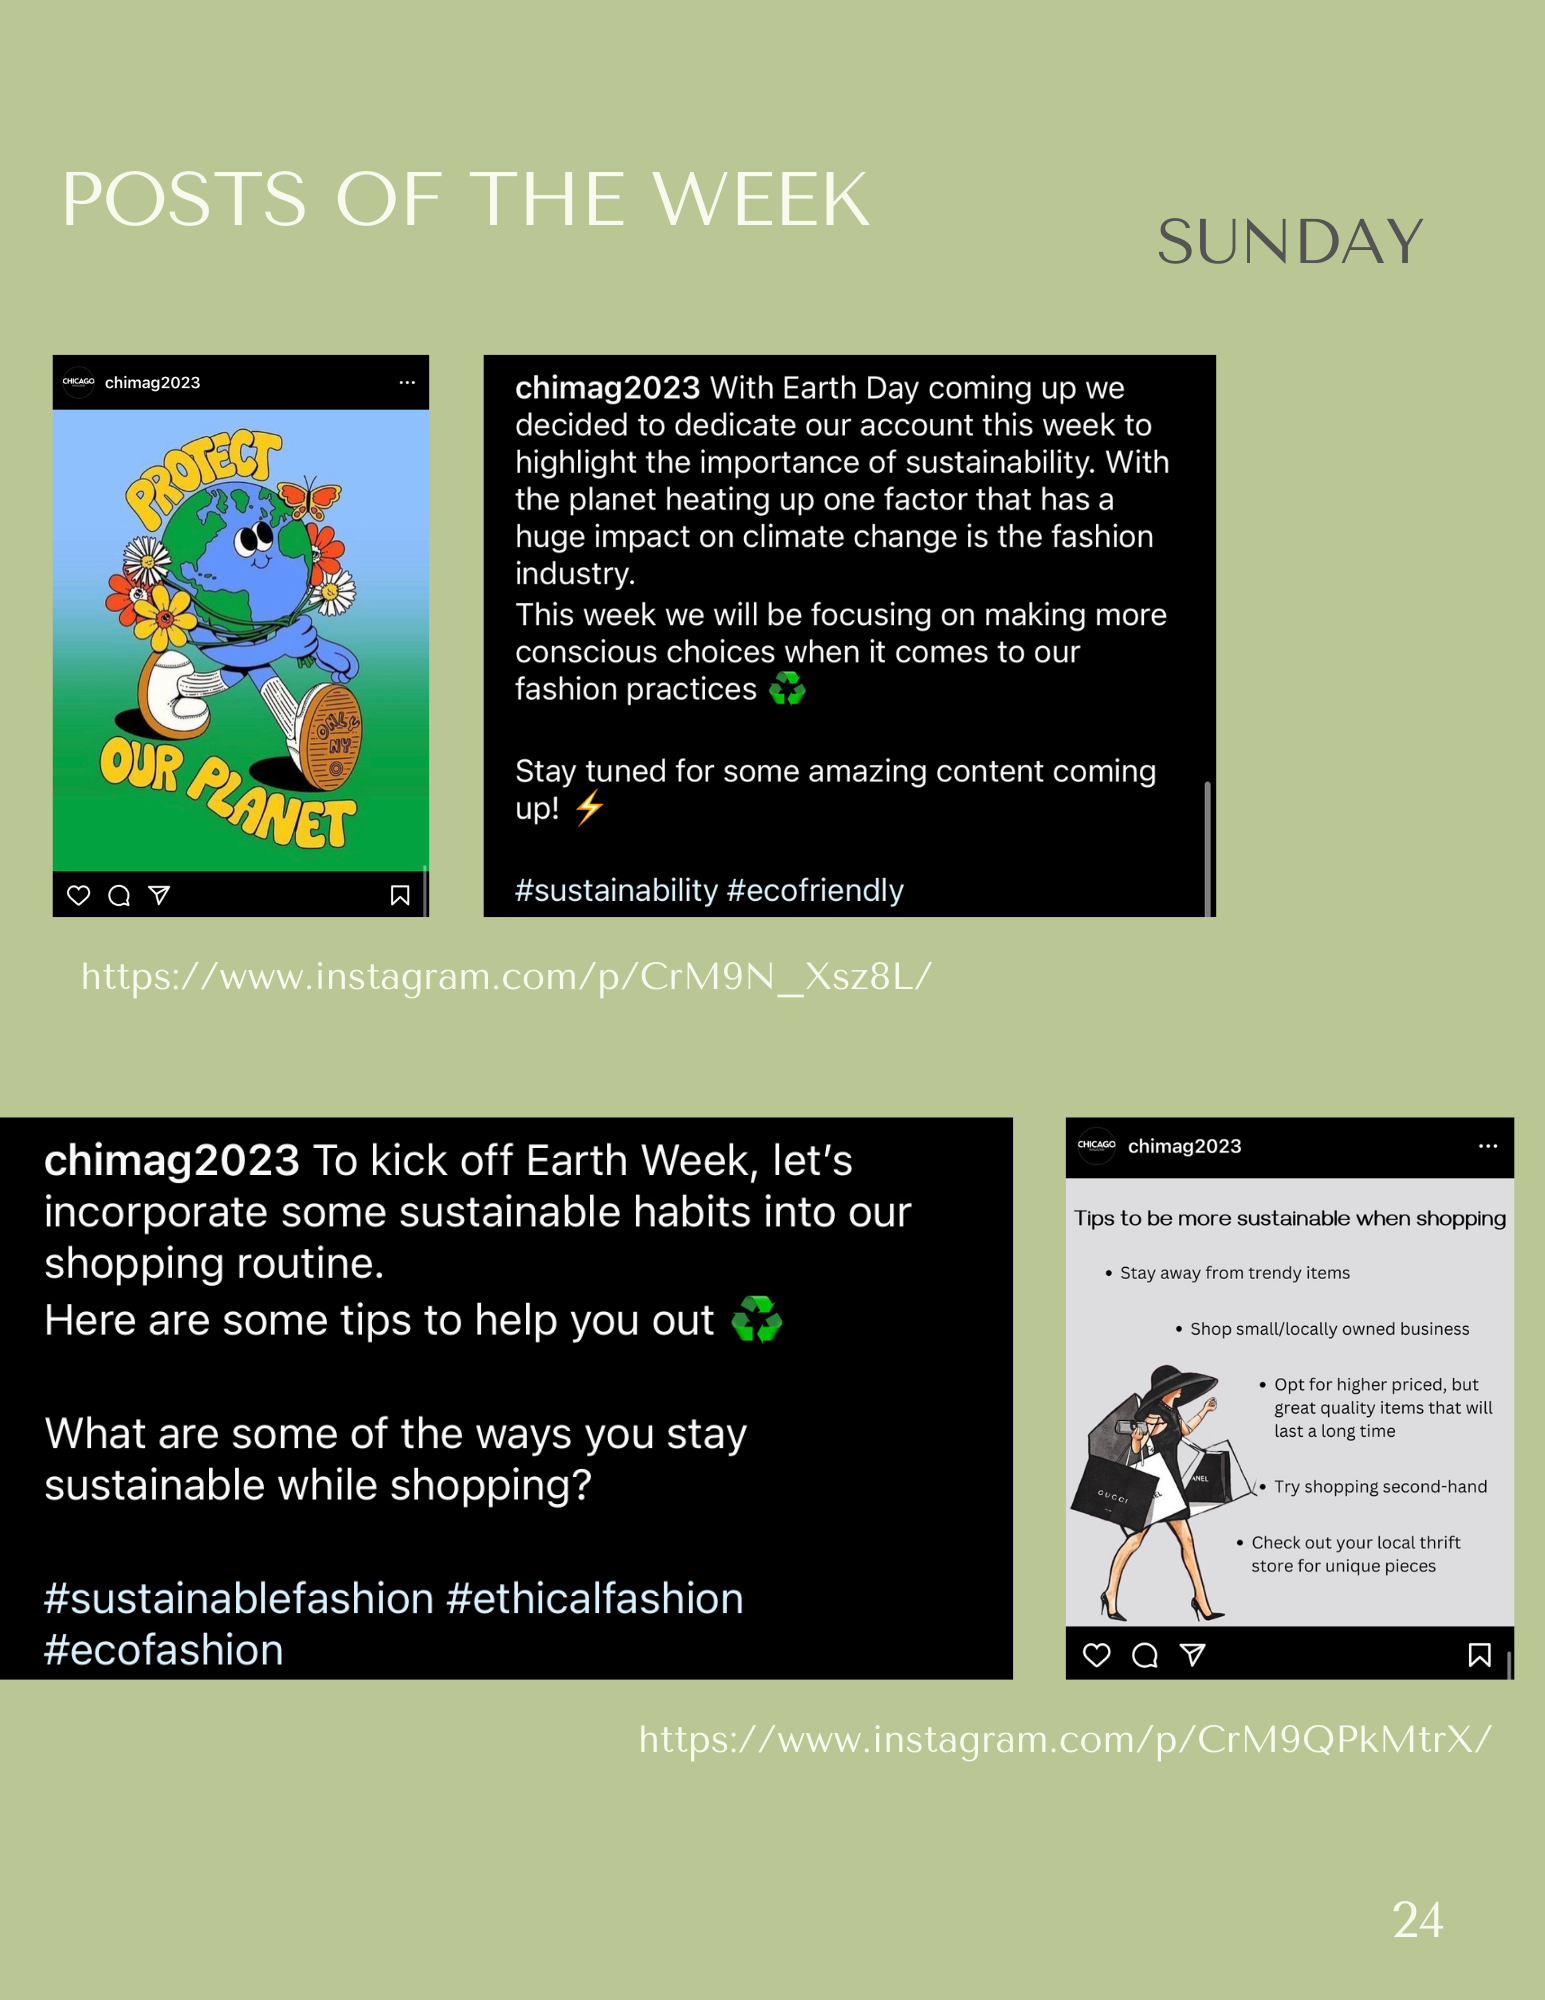 POSTS OF THE WEEK
SUNDAY
CHICAGO
chimag2023
PROTECT
ONLY
NY
OUR PLANET
chimag2023 With Earth Day coming up we
decided to dedicate our account this week to
highlight the importance of sustainability. With
the planet heating up one factor that has a
huge impact on climate change is the fashion
industry.
This week we will be focusing on making more
conscious choices when it comes to our
fashion practices ♻️
Stay tuned for some amazing content coming
up! ⚡
#sustainability #ecofriendly
https://www.instagram.com/p/CrM9N_Xsz8L/
chimag2023 To kick off Earth Week, let's
incorporate some sustainable habits into our
shopping routine.
Here are some tips to help you out ♻️
What are some of the ways you stay
sustainable while shopping?
#sustainablefashion #ethicalfashion
#ecofashion
CHICAGO
chimag2023
Tips to be more sustainable when shopping
• Stay away from trendy items
• Shop small/locally owned business
• Opt for higher priced, but
great quality items that will
last a long time
• Try shopping second-hand
• Check out your local thrift
store for unique pieces
GUCCI
EL
ANEL
https://www.instagram.com/p/CrM9QPkMtrX/
24